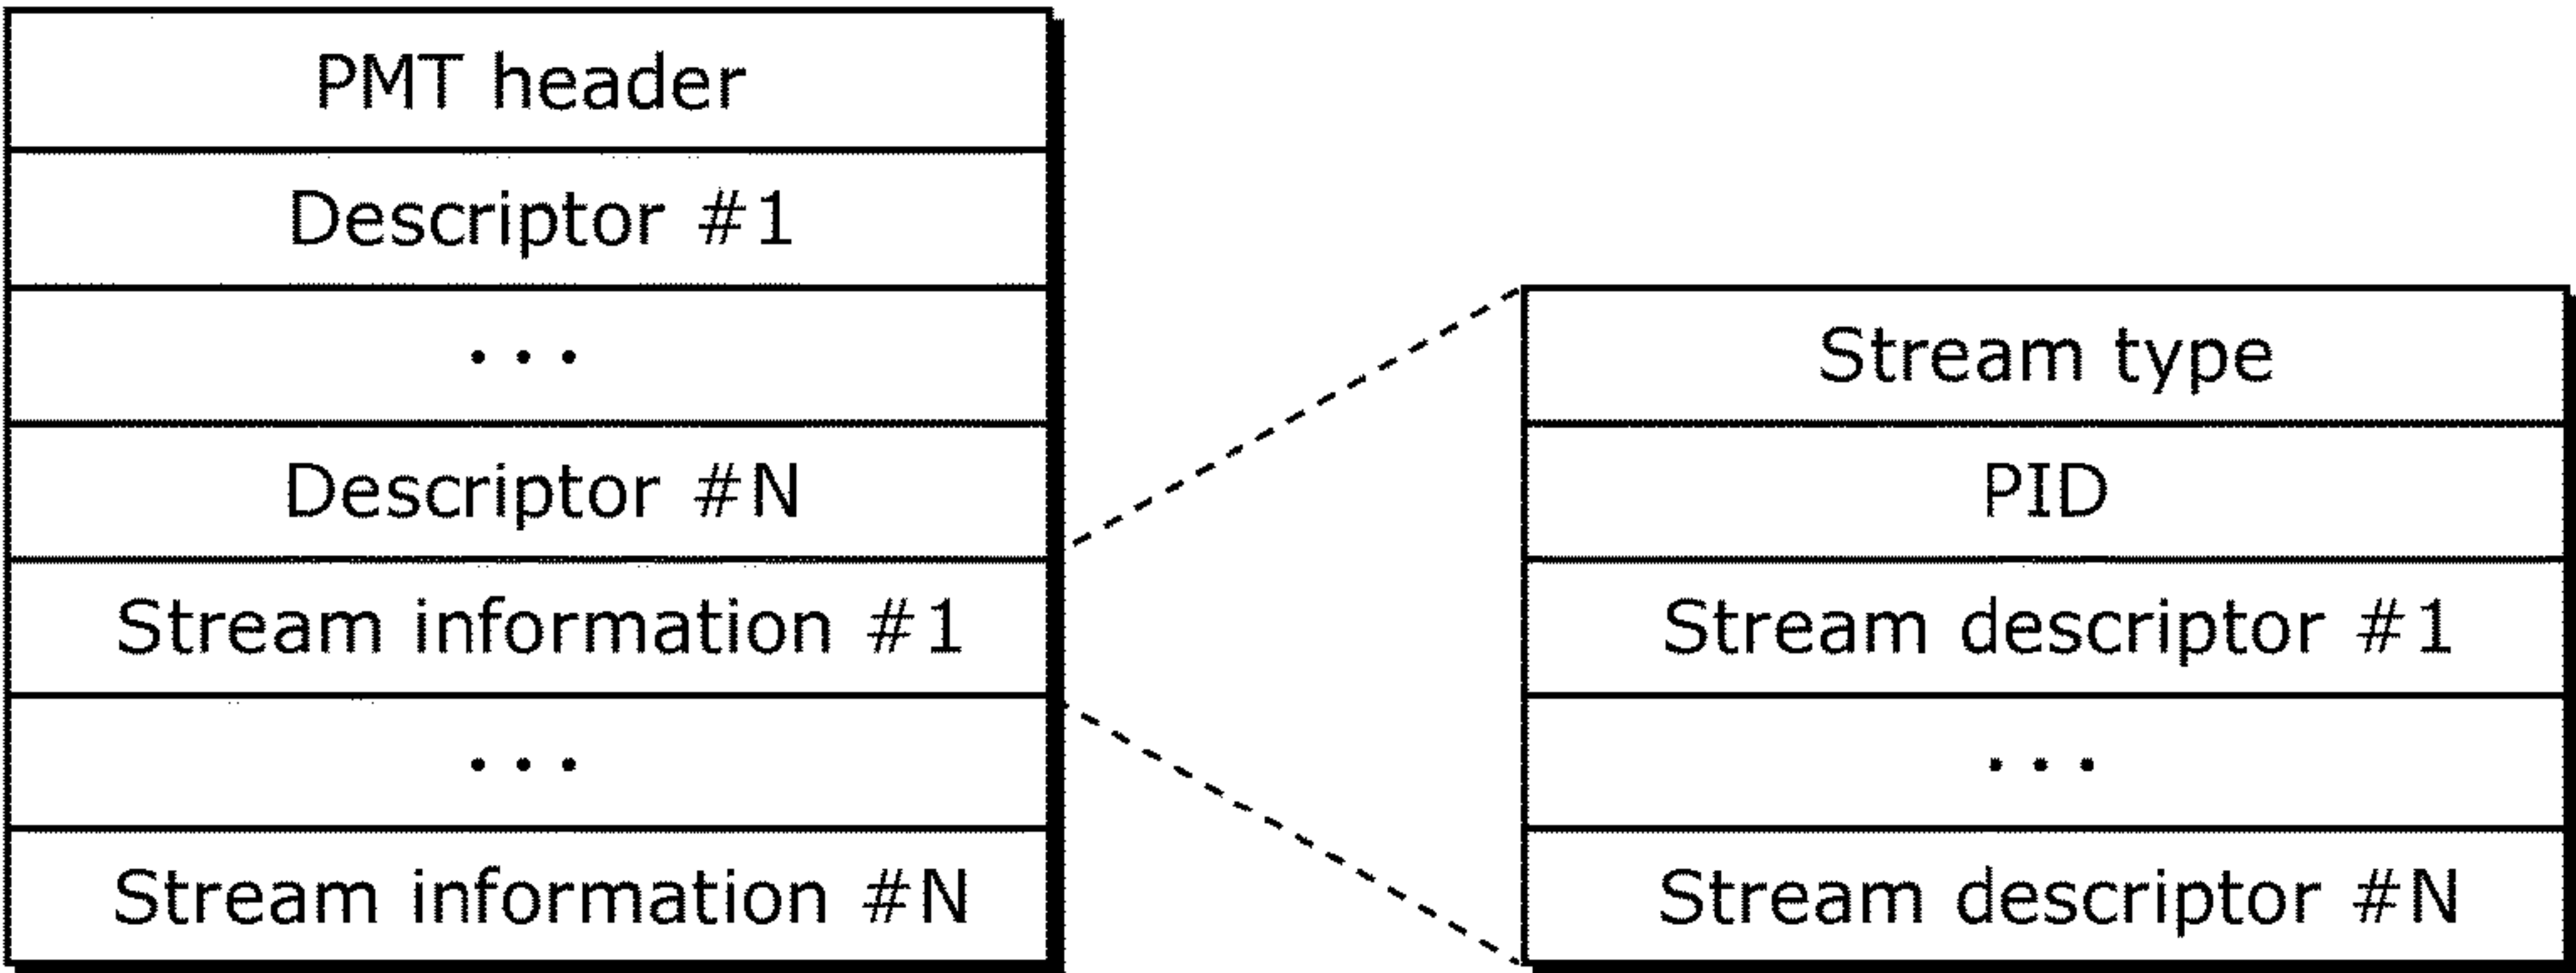 PMT header
Descriptor #1
...
Descriptor #N
Stream information #1
...
Stream information #N
Stream type
PID
Stream descriptor #1
...
Stream descriptor #N